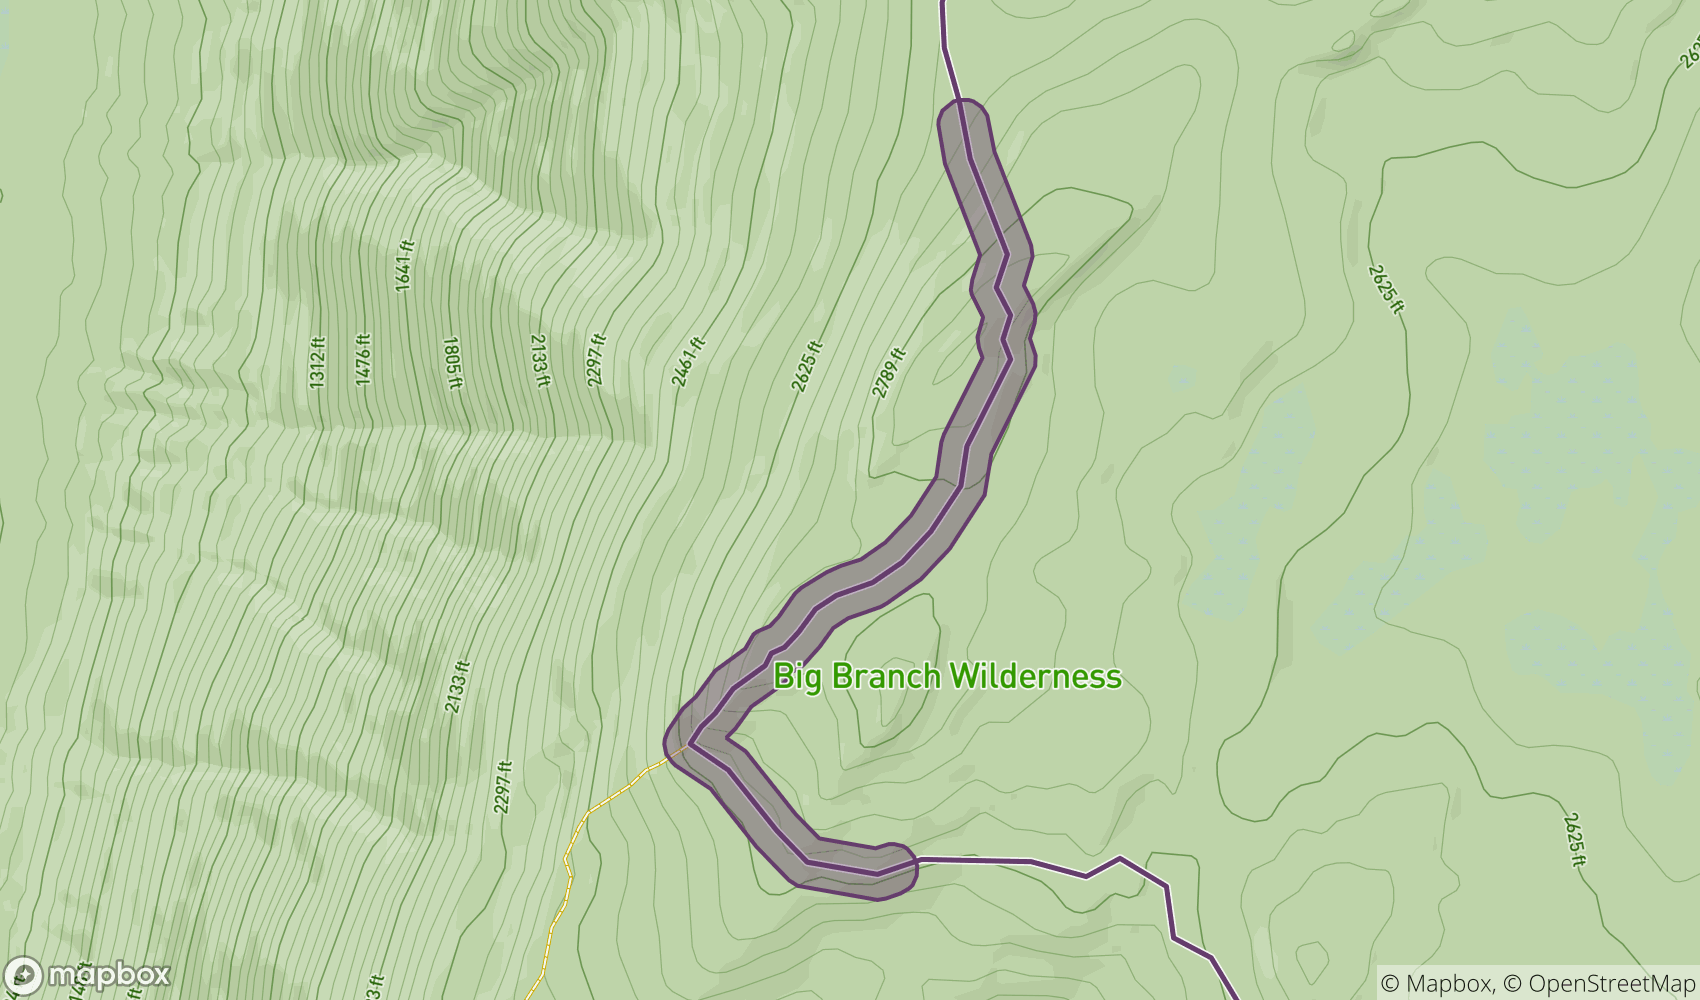 2625 ft
1641 ft
1312 ft
1476 ft
1805 ft
2133 ft
2297 ft
2461 ft
2625 ft
2789 ft
Big Branch Wilderness
2133 ft
2297 ft
2625 ft
mapbox
© Mapbox, © OpenStreetMap